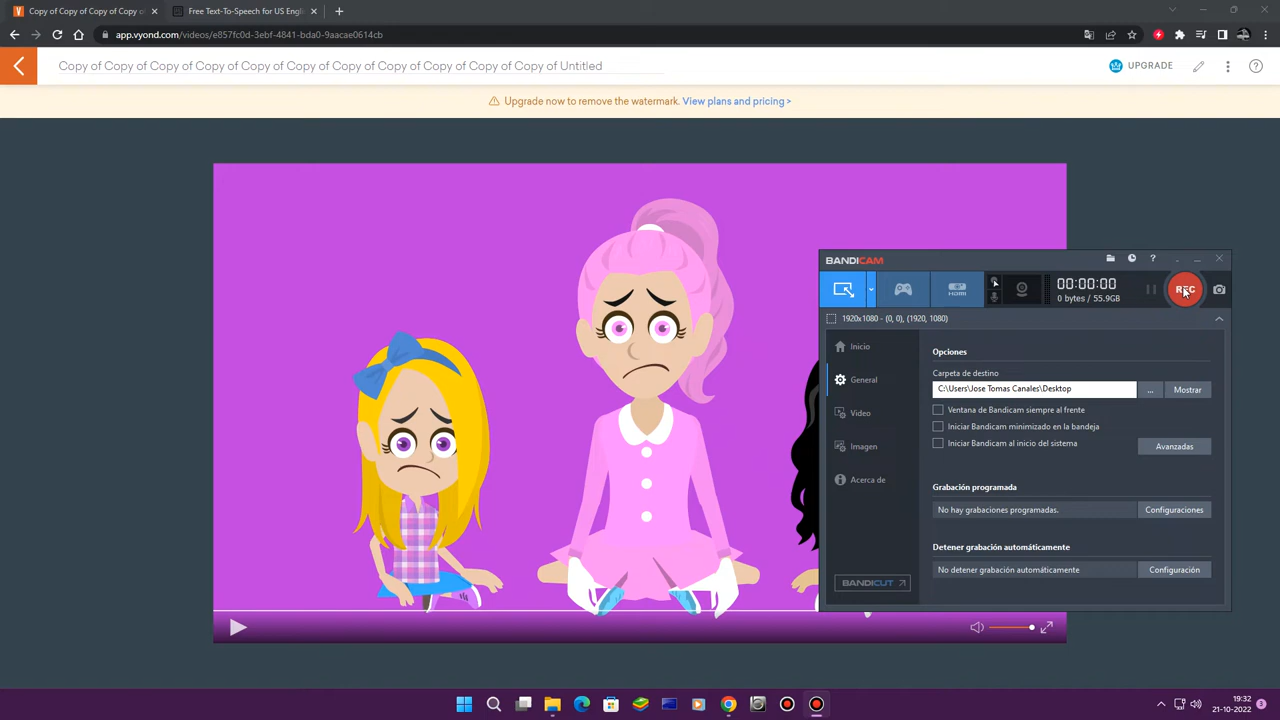 Copy of Copy of Copy of Copy of
Free Text-To-Speech for US Engli
app.vyond.com/videos/e857fc0d-3ebf-4841-bda0-9aacae0614cb
Copy of Copy of Copy of Copy of Copy of Copy of Copy of Copy of Copy of Copy of Copy of Untitled
UPGRADE
Upgrade now to remove the watermark. View plans and pricing >
BANDICAM
HDMI
00:00:00
0 bytes / 55.9GB
REC
1920x1080 - (0, 0), (1920, 1080)
Inicio
General
Video
Imagen
Acerca de
BANDICUT
Opciones
Carpeta de destino
C:\Users\Jose Tomas Canales\Desktop
...
Mostrar
Ventana de Bandicam siempre al frente
Iniciar Bandicam minimizado en la bandeja
Iniciar Bandicam al inicio del sistema
Avanzadas
Grabación programada
No hay grabaciones programadas.
Configuraciones
Detener grabación automáticamente
No detener grabación automáticamente
Configuración
19:32
21-10-2022
3